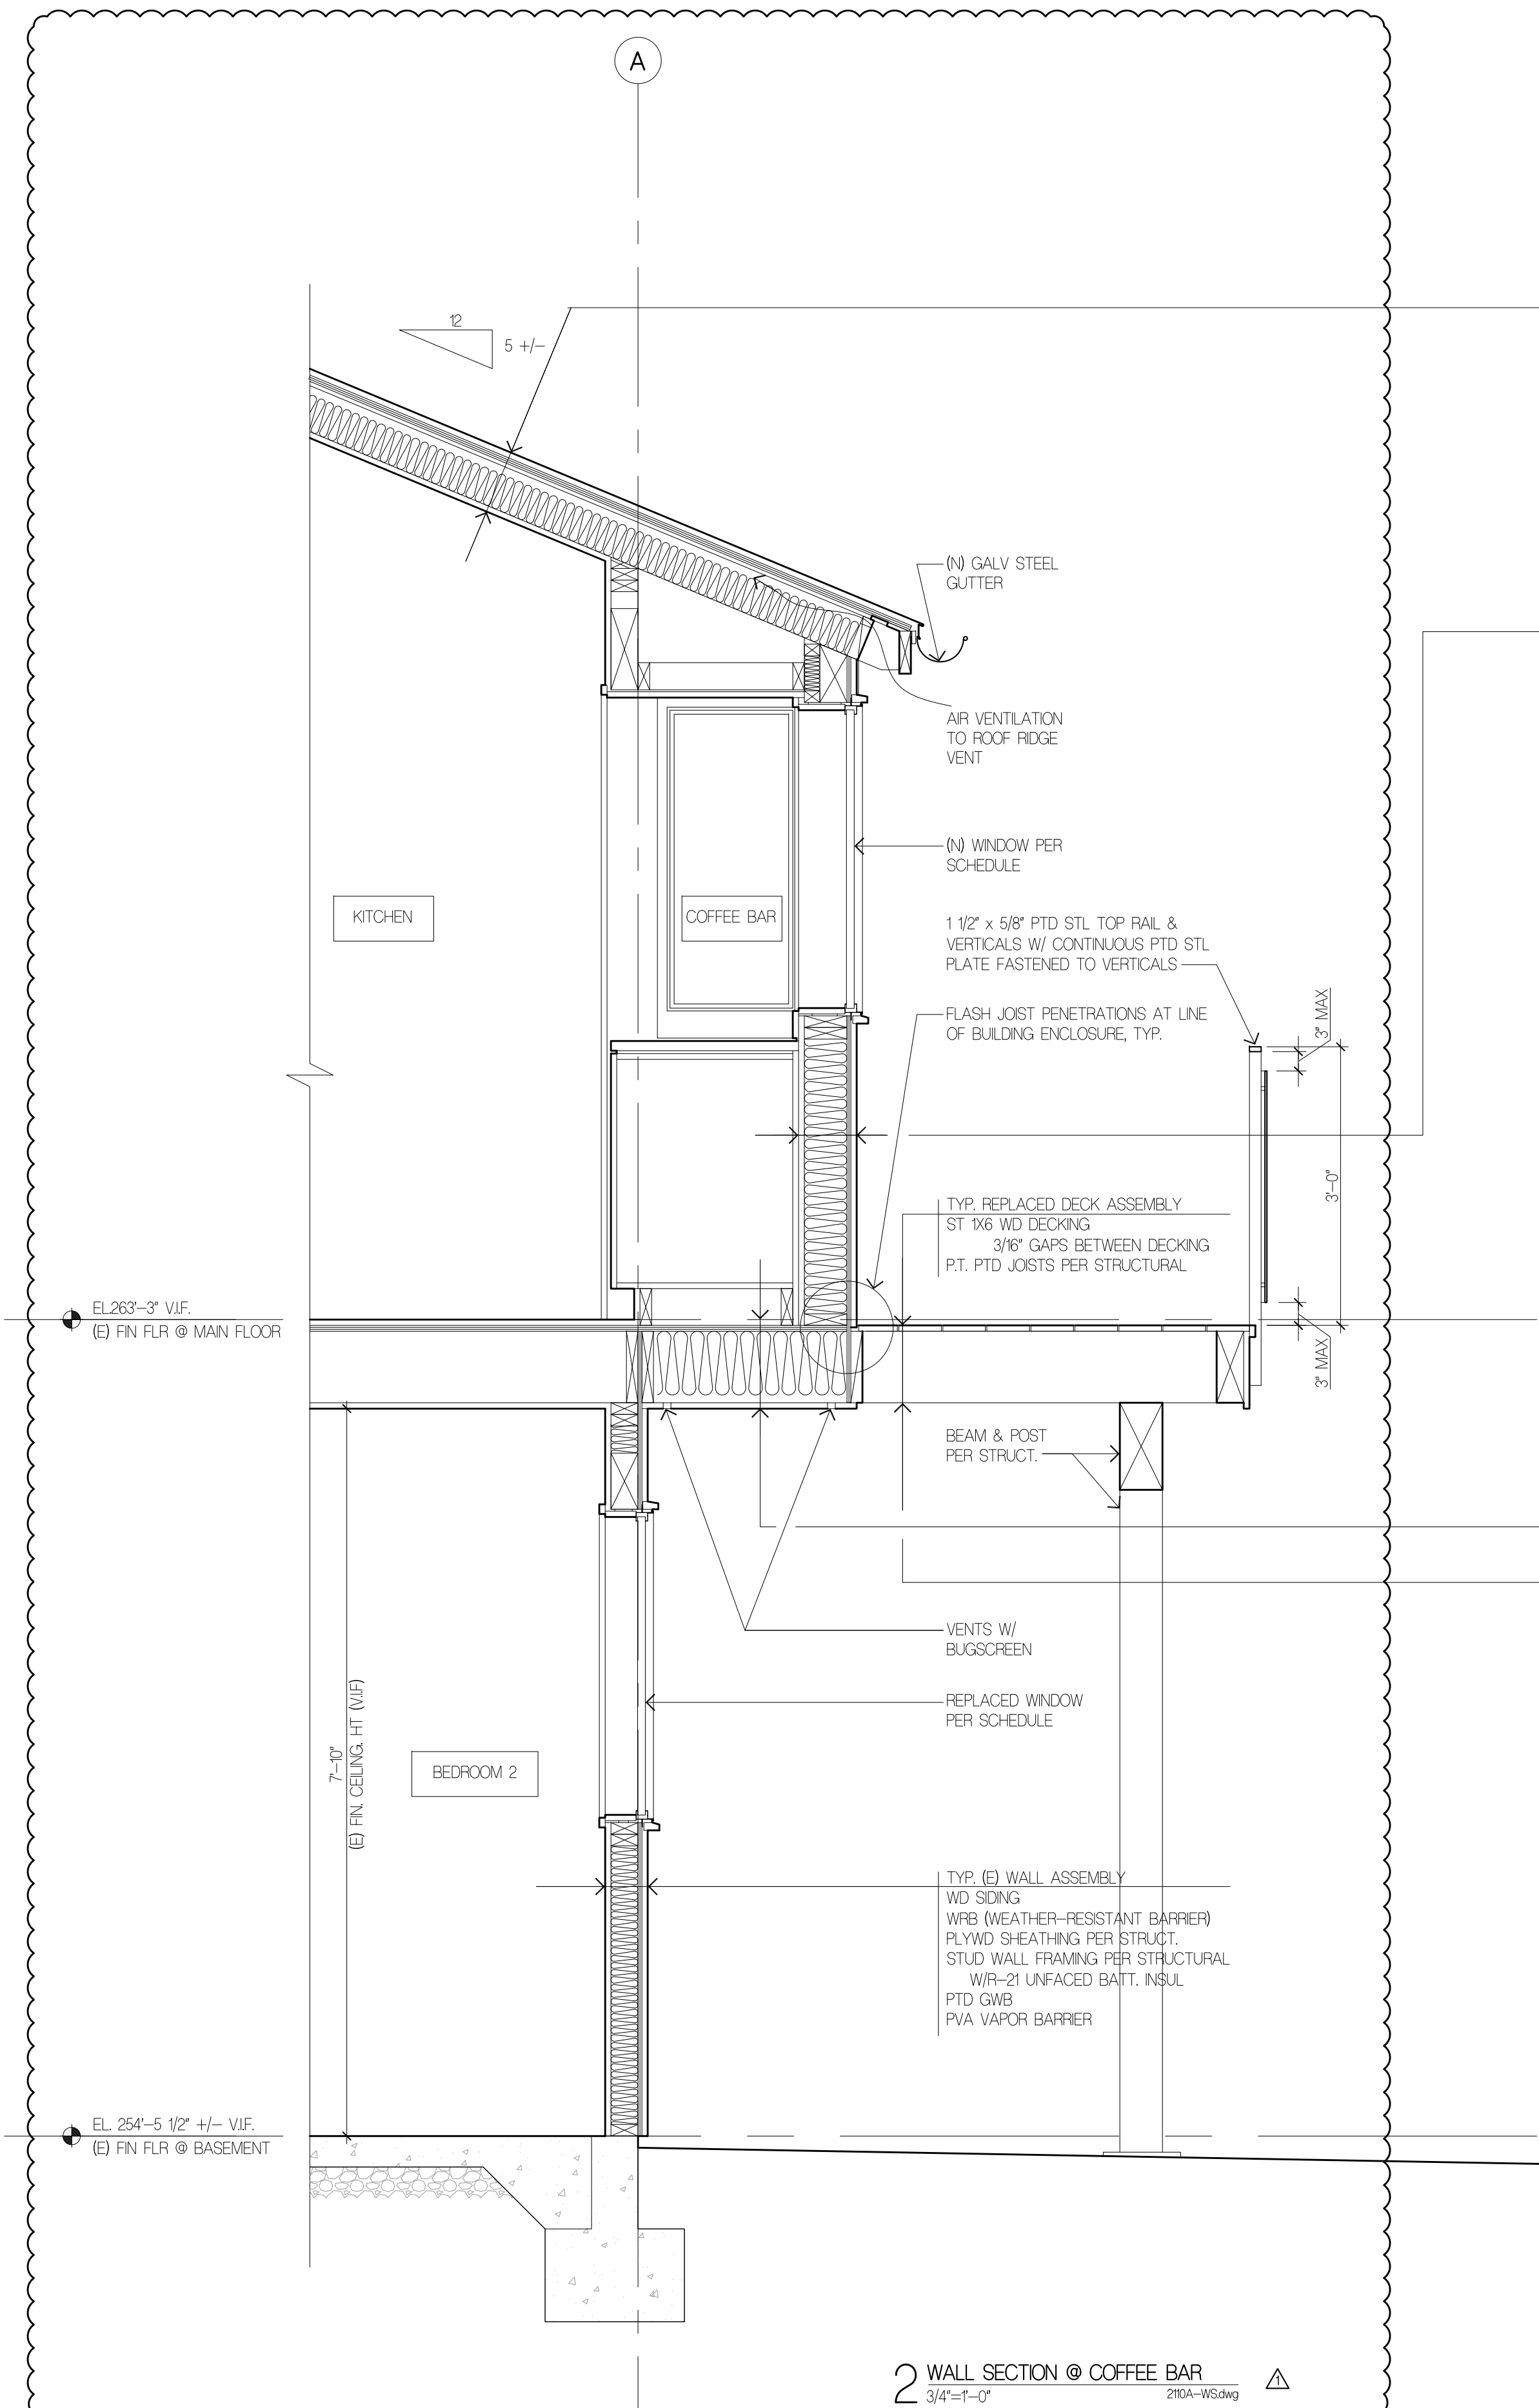 A
12
5 +/-
(N) GALV STEEL
GUTTER
AIR VENTILATION
TO ROOF RIDGE
VENT
(N) WINDOW PER
SCHEDULE
KITCHEN
COFFEE BAR
1 1/2" x 5/8" PTD STL TOP RAIL &
VERTICALS W/ CONTINUOUS PTD STL
PLATE FASTENED TO VERTICALS
FLASH JOIST PENETRATIONS AT LINE
OF BUILDING ENCLOSURE, TYP.
3" MAX
3'-0"
3" MAX
TYP. REPLACED DECK ASSEMBLY
ST 1X6 WD DECKING
3/16" GAPS BETWEEN DECKING
P.T. PTD JOISTS PER STRUCTURAL
EL.263'-3" V.I.F.
(E) FIN FLR @ MAIN FLOOR
BEAM & POST
PER STRUCT.
VENTS W/
BUGSCREEN
REPLACED WINDOW
PER SCHEDULE
7'-10"
(E) FIN. CEILING. HT (V.I.F)
BEDROOM 2
TYP. (E) WALL ASSEMBLY
WD SIDING
WRB (WEATHER-RESISTANT BARRIER)
PLYWD SHEATHING PER STRUCT.
STUD WALL FRAMING PER STRUCTURAL
W/R-21 UNFACED BATT. INSUL
PTD GWB
PVA VAPOR BARRIER
EL. 254'-5 1/2" +/- V.I.F.
(E) FIN FLR @ BASEMENT
2 WALL SECTION @ COFFEE BAR
3/4"=1'-0" 2110A-WS.dwg
1